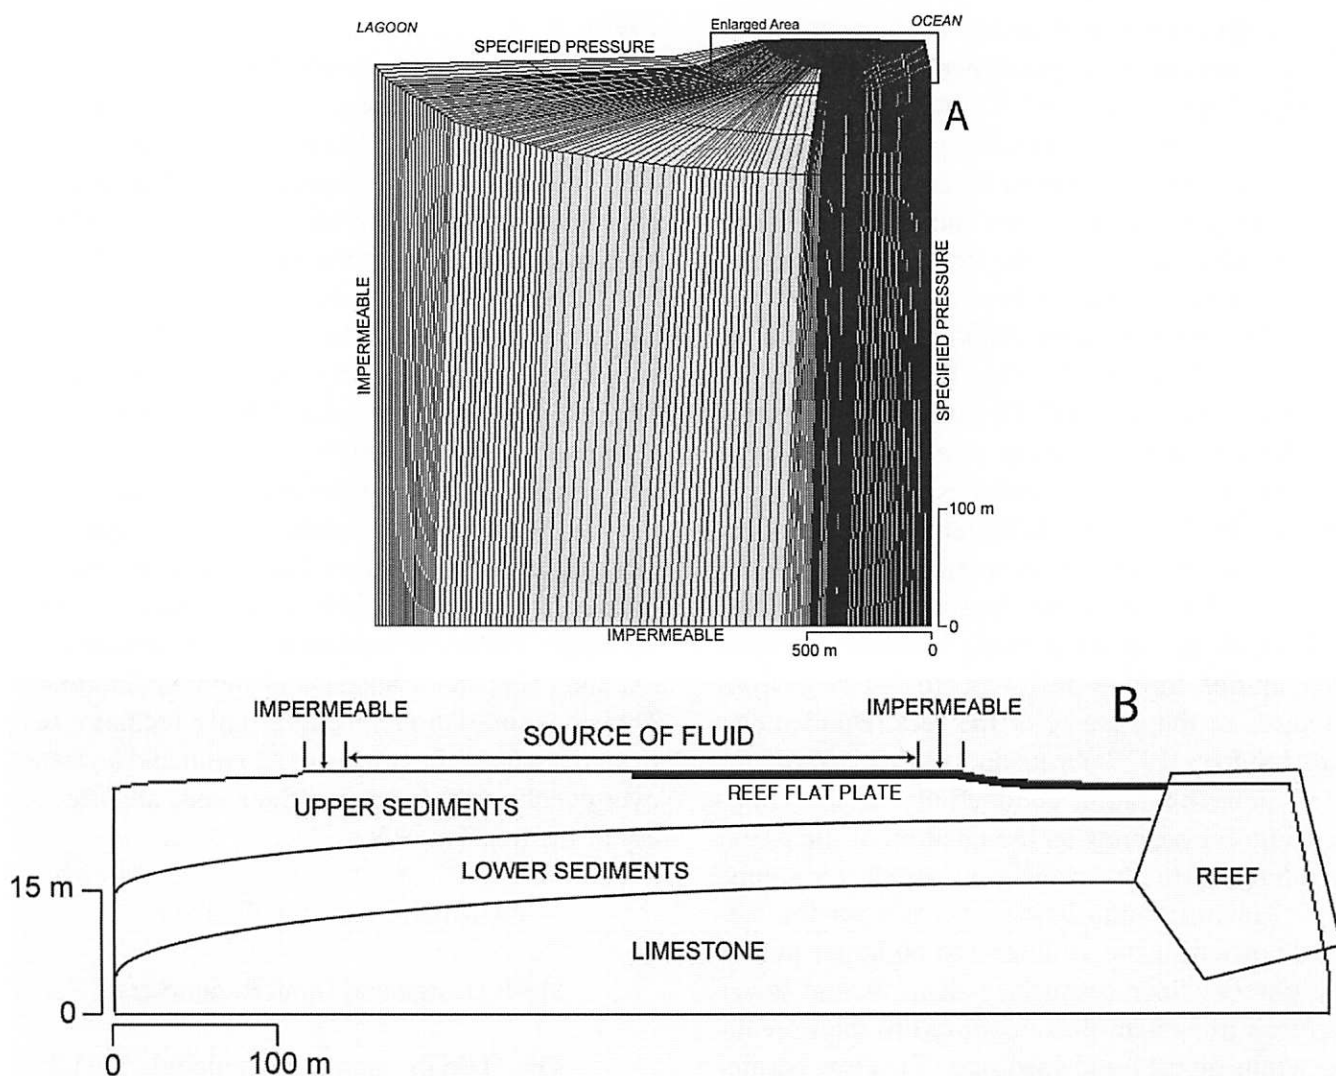 LAGOON
Enlarged Area
OCEAN
SPECIFIED PRESSURE
A
IMPERMEABLE
SPECIFIED PRESSURE
100 m
0
IMPERMEABLE
500 m
0
B
IMPERMEABLE
IMPERMEABLE
SOURCE OF FLUID
REEF FLAT PLATE
UPPER SEDIMENTS
LOWER SEDIMENTS
REEF
15 m
LIMESTONE
0
0
100 m